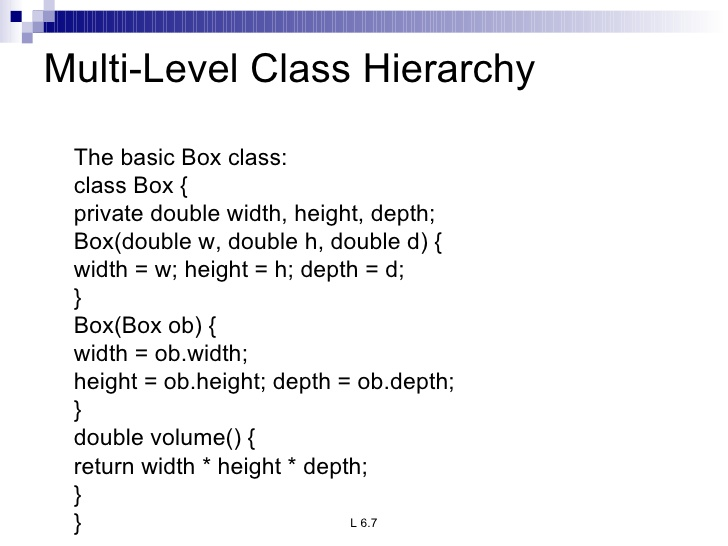 Multi-Level Class Hierarchy
The basic Box class:
class Box {
private double width, height, depth;
Box(double w, double h, double d) {
width = w; height = h; depth = d;
}
Box(Box ob) {
width = ob.width;
height = ob.height; depth = ob.depth;
}
double volume() {
return width * height * depth;
}
}
L 6.7